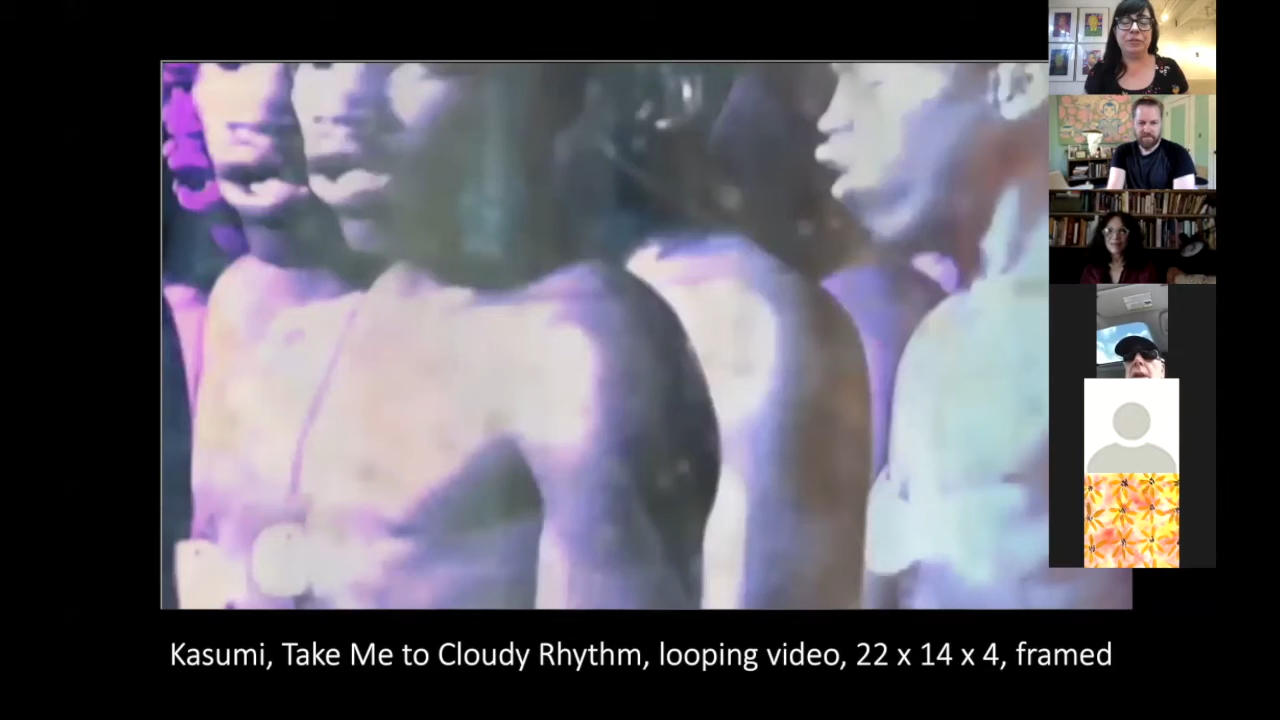 Kasumi, Take Me to Cloudy Rhythm, looping video, 22 x 14 x 4, framed